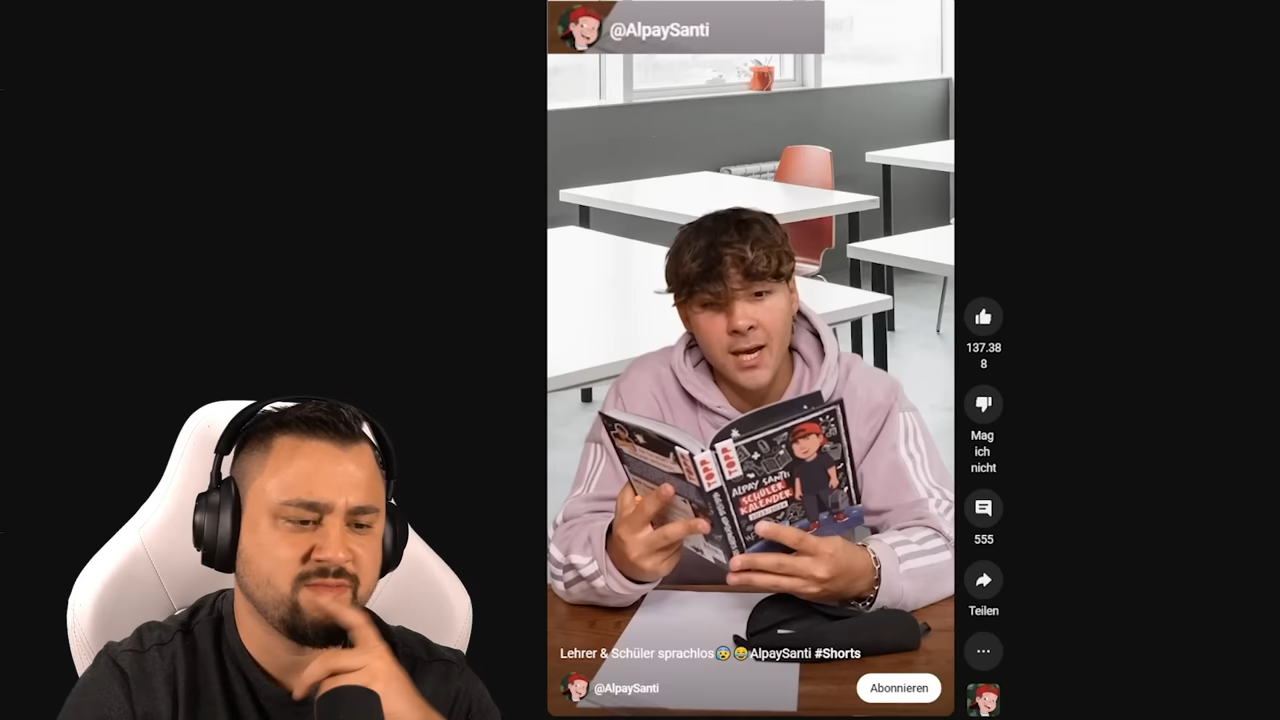 @AlpaySanti
TOPP
TOPP
ALPAY SANTI
SCHÜLER
KALENDER
137.38
8
Mag
ich
nicht
555
Teilen
Lehrer & Schüler sprachlos😰😂AlpaySanti #Shorts
@AlpaySanti
Abonnieren